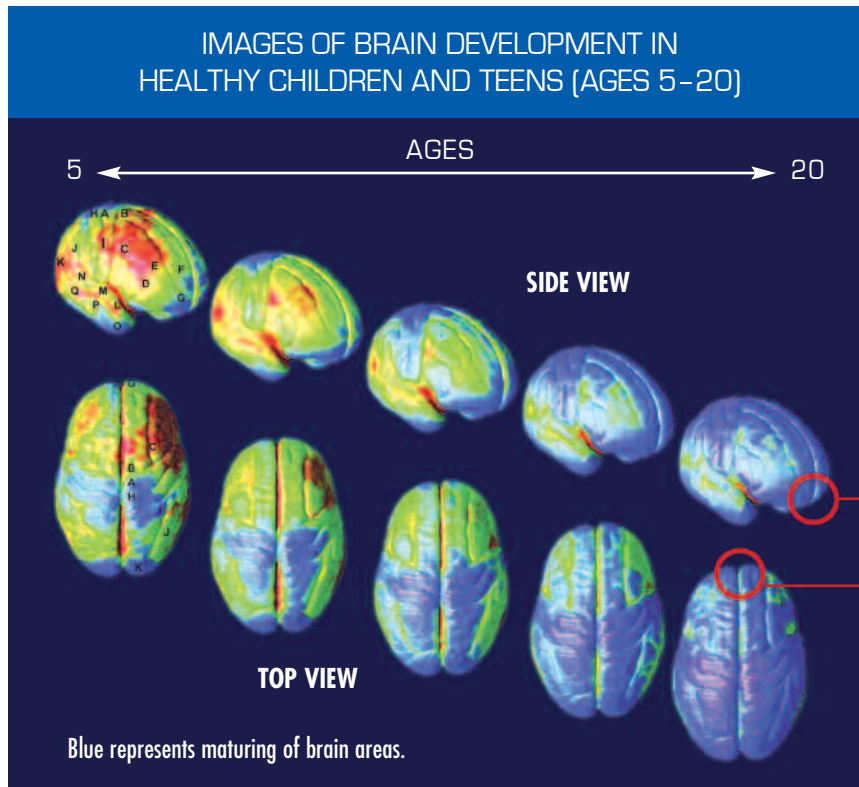 IMAGES OF BRAIN DEVELOPMENT IN
HEALTHY CHILDREN AND TEENS (AGES 5–20)
AGES
5
20
H A B
I C
J
K
E
F
N
D
Q
M
G
P
L
O
SIDE VIEW
G
C
B
A
H
I
J
K
TOP VIEW
Blue represents maturing of brain areas.